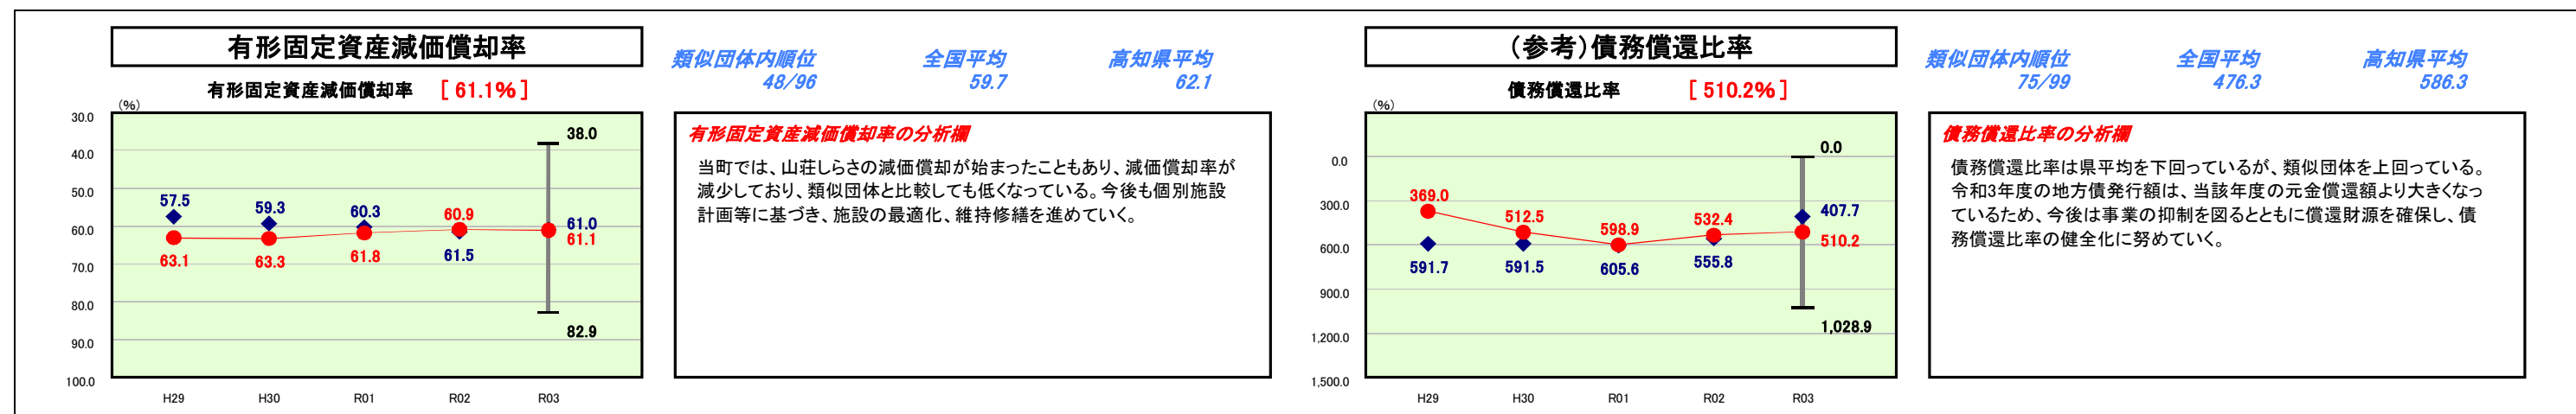 有形固定資産減価償却率
類似団体内順位
48/96
全国平均
59.7
高知県平均
62.1
有形固定資産減価償却率 [ 61.1% ]
(%)
30.0
40.0
50.0
60.0
70.0
80.0
90.0
100.0
38.0
57.5
59.3
60.3
60.9
61.0
61.1
63.1
63.3
61.8
61.5
82.9
H29
H30
R01
R02
R03
有形固定資産減価償却率の分析欄
当町では、山荘しらさの減価償却が始まったこともあり、減価償却率が
減少しており、類似団体と比較しても低くなっている。今後も個別施設
計画等に基づき、施設の最適化、維持修繕を進めていく。
(参考)債務償還比率
類似団体内順位
75/99
全国平均
476.3
高知県平均
586.3
債務償還比率 [ 510.2% ]
(%)
0.0
300.0
600.0
900.0
1,200.0
1,500.0
0.0
369.0
512.5
598.9
532.4
407.7
510.2
591.7
591.5
605.6
555.8
1,028.9
H29
H30
R01
R02
R03
債務償還比率の分析欄
債務償還比率は県平均を下回っているが、類似団体を上回っている。
令和3年度の地方債発行額は、当該年度の元金償還額より大きくなっ
ているため、今後は事業の抑制を図るとともに償還財源を確保し、債
務償還比率の健全化に努めていく。